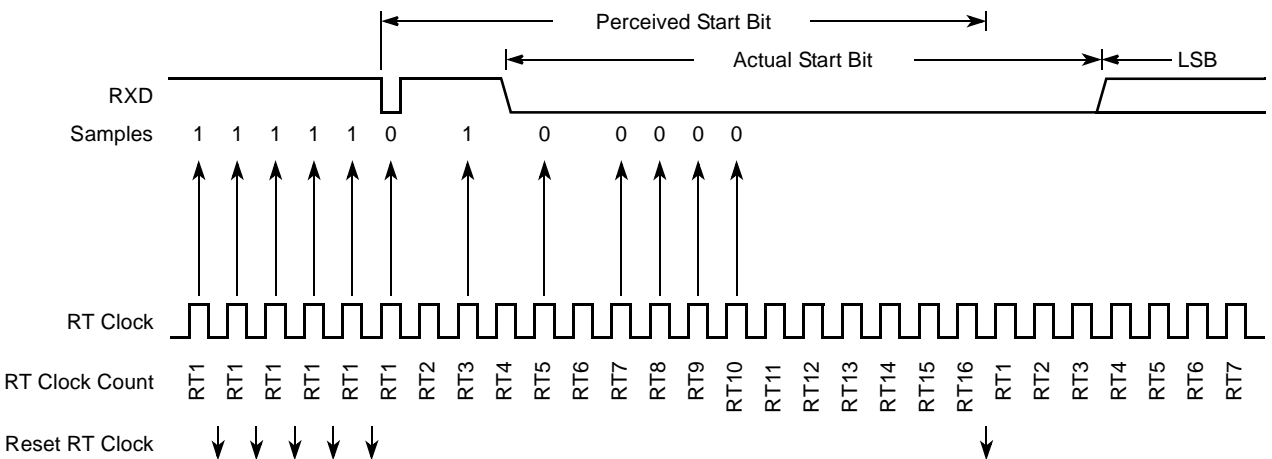 Perceived Start Bit
Actual Start Bit
LSB
RXD
Samples 1 1 1 1 1 0 1 0 0 0 0 0
RT Clock
RT Clock Count RT1 RT1 RT1 RT1 RT1 RT1 RT2 RT3 RT4 RT5 RT6 RT7 RT8 RT9 RT10 RT11 RT12 RT13 RT14 RT15 RT16 RT1 RT2 RT3 RT4 RT5 RT6 RT7
Reset RT Clock